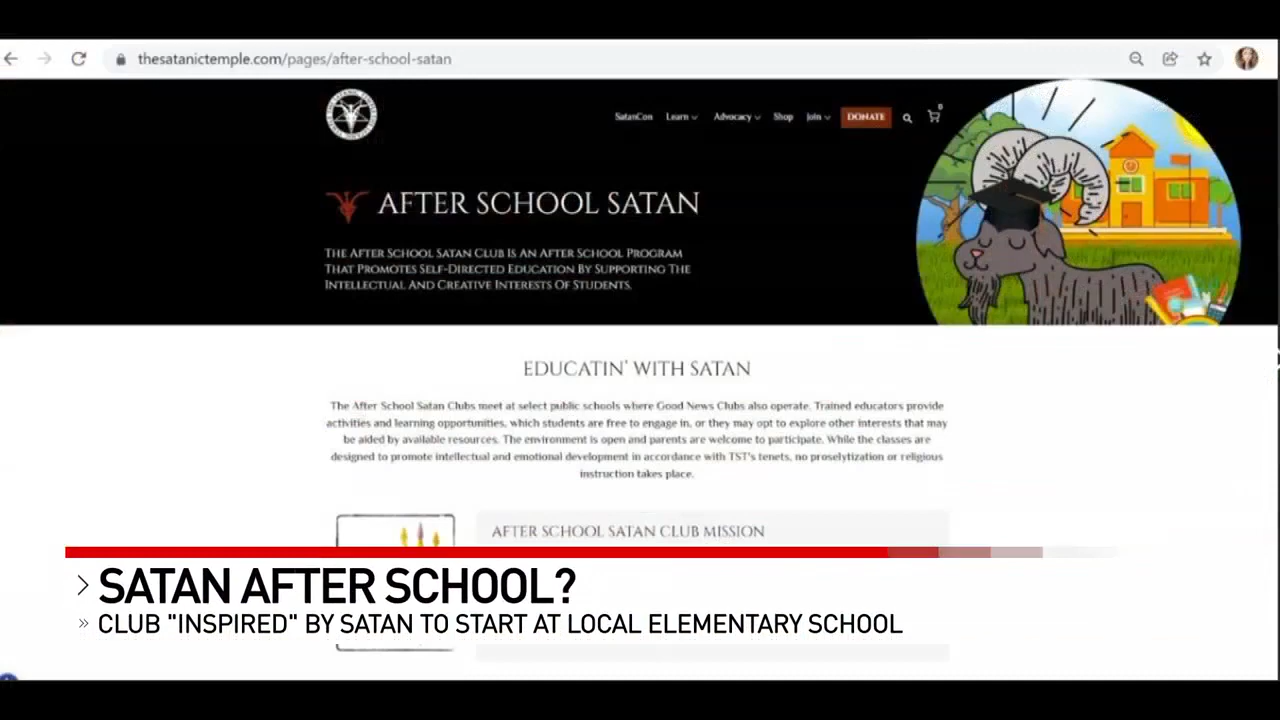 thesatanictemple.com/pages/after-school-satan
SatanCon Learn Advocacy Shop Join DONATE 0
AFTER SCHOOL SATAN
THE AFTER SCHOOL SATAN CLUB IS AN AFTER SCHOOL PROGRAM
THAT PROMOTES SELF-DIRECTED EDUCATION BY SUPPORTING THE
INTELLECTUAL AND CREATIVE INTERESTS OF STUDENTS.
EDUCATIN' WITH SATAN
The After School Satan Clubs meet at select public schools where Good News Clubs also operate. Trained educators provide
activities and learning opportunities, which students are free to engage in, or they may opt to explore other interests that may
be aided by available resources. The environment is open and parents are welcome to participate. While the classes are
designed to promote intellectual and emotional development in accordance with TST's tenets, no proselytization or religious
instruction takes place.
AFTER SCHOOL SATAN CLUB MISSION
SATAN AFTER SCHOOL?
CLUB "INSPIRED" BY SATAN TO START AT LOCAL ELEMENTARY SCHOOL